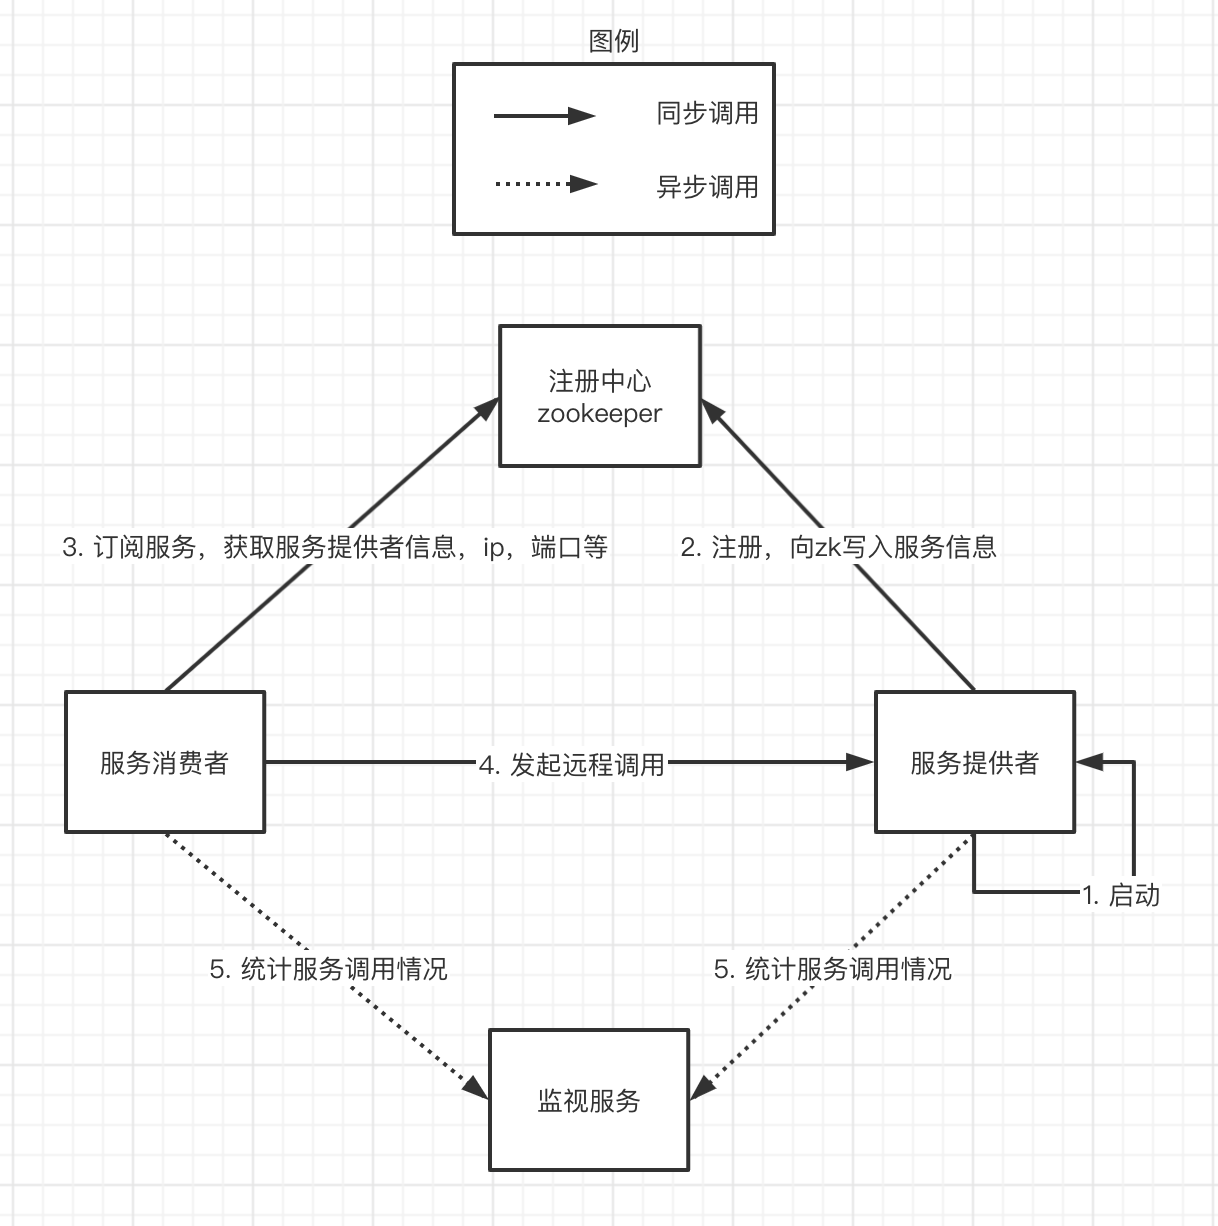 图例
同步调用
异步调用
注册中心
zookeeper
3. 订阅服务，获取服务提供者信息，ip，端口等
2. 注册，向zk写入服务信息
服务消费者
4. 发起远程调用
服务提供者
1. 启动
5. 统计服务调用情况
5. 统计服务调用情况
监视服务